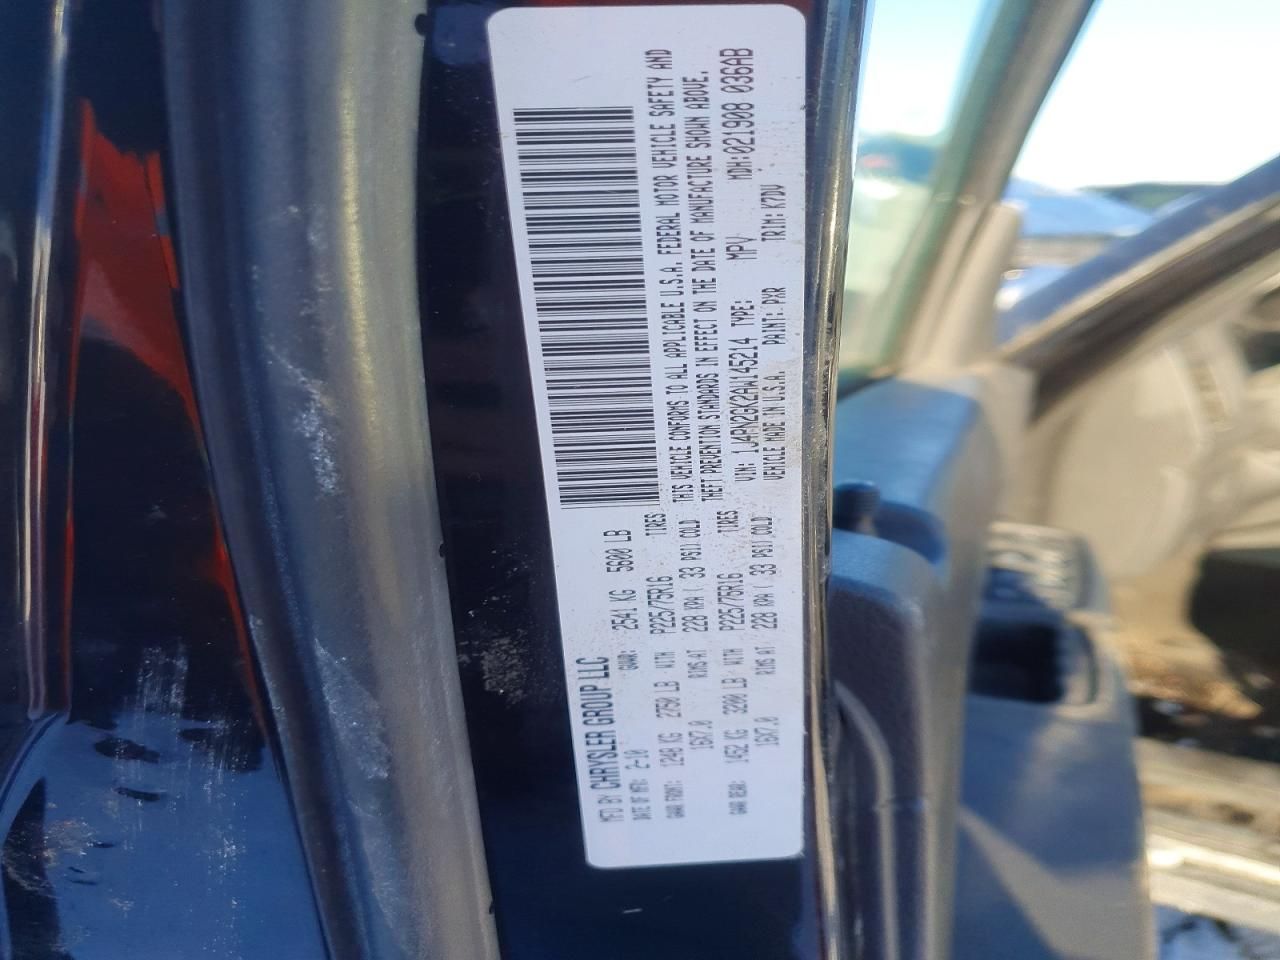 MFD BY CHRYSLER GROUP LLC
DATE OF MFR: 2-10 GVWR: 2541 KG 5600 LB
GAWR FRONT: 1248 KG 2750 LB WITH P225/75R16 TIRES
16X7.0 RIMS AT 228 KPA ( 33 PSI) COLD
GAWR REAR: 1452 KG 3200 LB WITH P225/75R16 TIRES
16X7.0 RIMS AT 228 KPA ( 33 PSI) COLD
THIS VEHICLE CONFORMS TO ALL APPLICABLE U.S.A. FEDERAL MOTOR VEHICLE SAFETY AND
THEFT PREVENTION STANDARDS IN EFFECT ON THE DATE OF MANUFACTURE SHOWN ABOVE.
VIN: 1J4PN2GK2AW145214 TYPE: MPV MDH:021908 036AB
VEHICLE MADE IN U.S.A. PAINT: PXR TRIM: K7DV